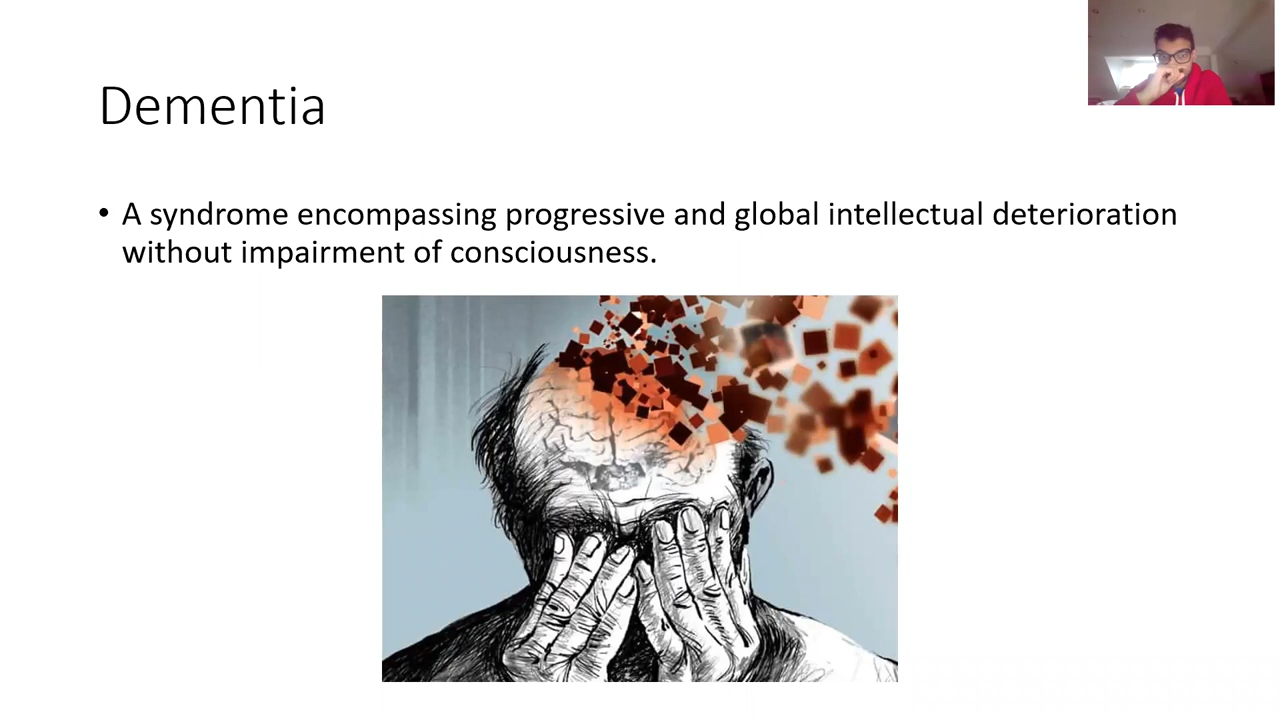 Dementia
• A syndrome encompassing progressive and global intellectual deterioration
without impairment of consciousness.